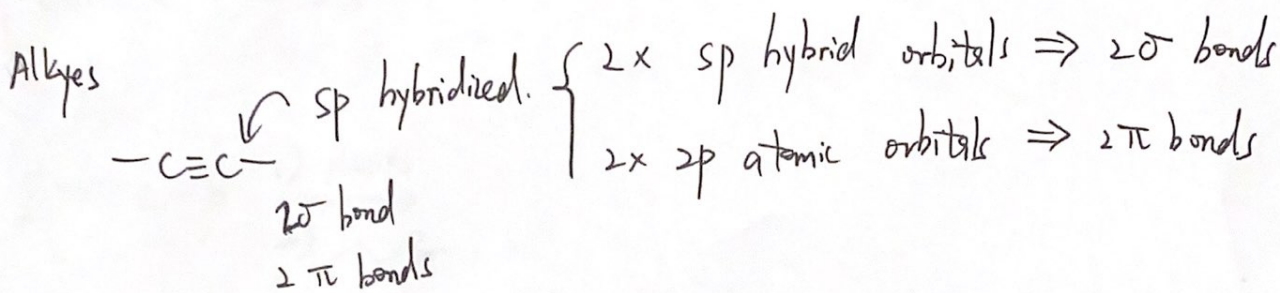 Alkyes
sp hybridized. { 2x sp hybrid orbitals ⇒ 2σ bonds
2x 2p atomic orbitals ⇒ 2π bonds
-C≡C-
2σ bond
2 π bonds